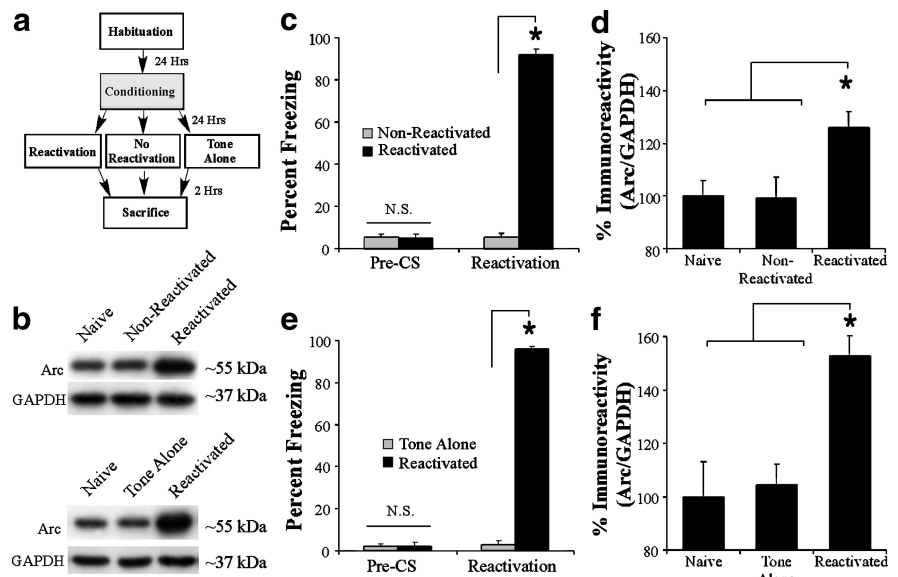 a
Habituation
24 Hrs
Conditioning
24 Hrs
Reactivation
No
Reactivation
Tone
Alone
2 Hrs
Sacrifice
b
Naive
Non-Reactivated
Reactivated
Arc
~55 kDa
GAPDH
~37 kDa
Naive
Tone Alone
Reactivated
Arc
~55 kDa
GAPDH
~37 kDa
c
Percent Freezing
100
80
60
40
20
0
Non-Reactivated
Reactivated
N.S.
*
Pre-CS
Reactivation
d
% Immunoreactivity
(Arc/GAPDH)
160
140
120
100
80
*
Naive
Non-
Reactivated
Reactivated
e
Percent Freezing
100
80
60
40
20
0
Tone Alone
Reactivated
N.S.
*
Pre-CS
Reactivation
f
% Immunoreactivity
(Arc/GAPDH)
160
140
120
100
80
*
Naive
Tone
Alone
Reactivated